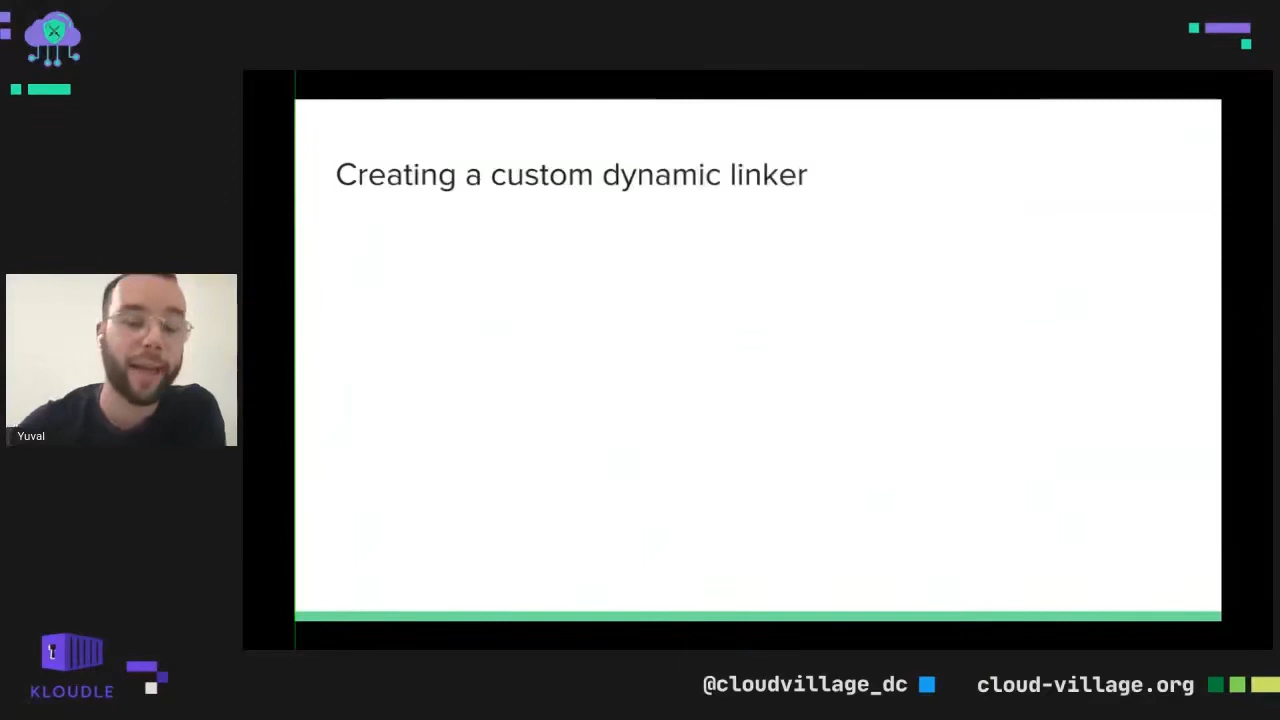 Creating a custom dynamic linker
Yuval
KLOUDLE
@cloudvillage_dc
cloud-village.org